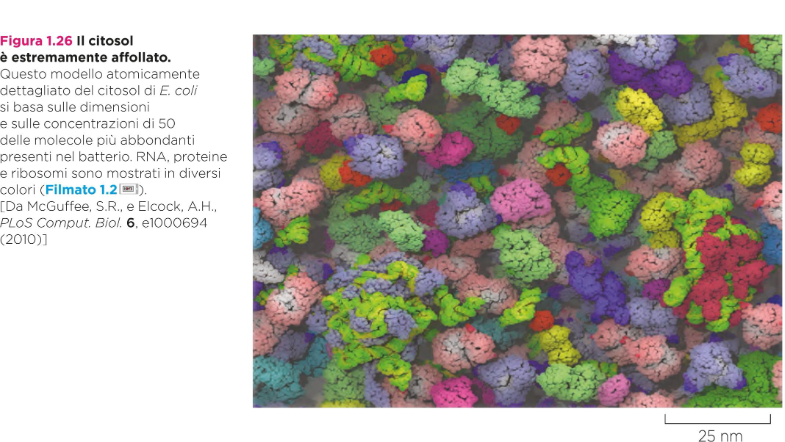 Figura 1.26 Il citosol
è estremamente affollato.
Questo modello atomicamente
dettagliato del citosol di E. coli
si basa sulle dimensioni
e sulle concentrazioni di 50
delle molecole più abbondanti
presenti nel batterio. RNA, proteine
e ribosomi sono mostrati in diversi
colori (Filmato 1.2).
[Da McGuffee, S.R., e Elcock, A.H.,
PLoS Comput. Biol. 6, e1000694
(2010)]
25 nm